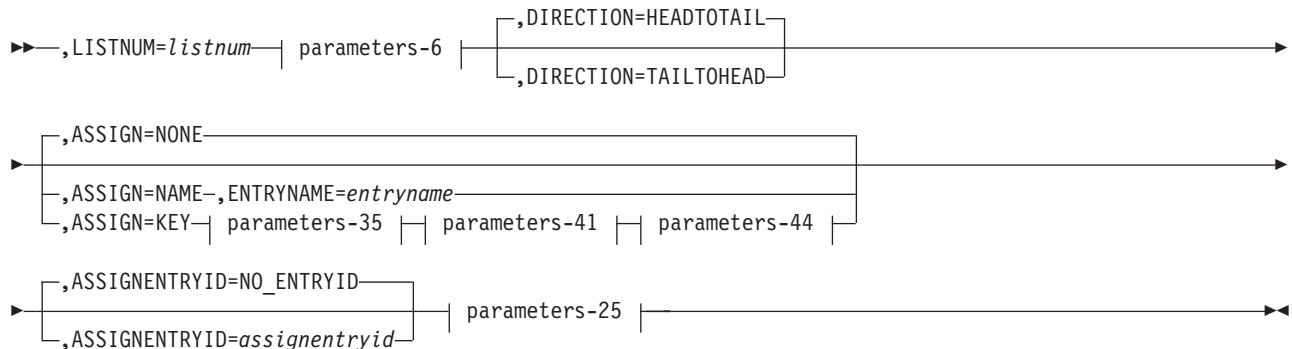 ,DIRECTION=HEADTOTAIL
,LISTNUM=listnum parameters-6
,DIRECTION=TAILTOHEAD
,ASSIGN=NONE
,ASSIGN=NAME ,ENTRYNAME=entryname
,ASSIGN=KEY parameters-35 parameters-41 parameters-44
,ASSIGNENTRYID=NO_ENTRYID
parameters-25
,ASSIGNENTRYID=assignentryid